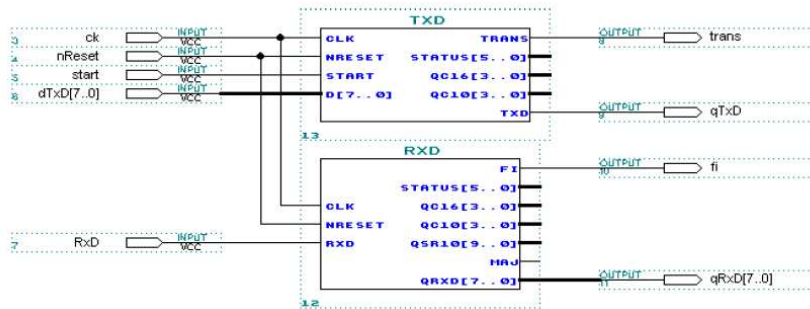 TXD
3 ck INPUT VCC CLK TRANS OUTPUT 8 trans
4 nReset INPUT VCC NRESET STATUS[5..0]
5 start INPUT VCC START QC16[3..0]
6 dTxD[7..0] INPUT VCC D[7..0] QC10[3..0]
TXD OUTPUT 9 qTxD
13
RXD
FI OUTPUT 10 fi
STATUS[5..0]
CLK QC16[3..0]
NRESET QC10[3..0]
7 RxD INPUT VCC RXD QSR10[9..0]
MAJ
QRXD[7..0] OUTPUT 11 qRxD[7..0]
12